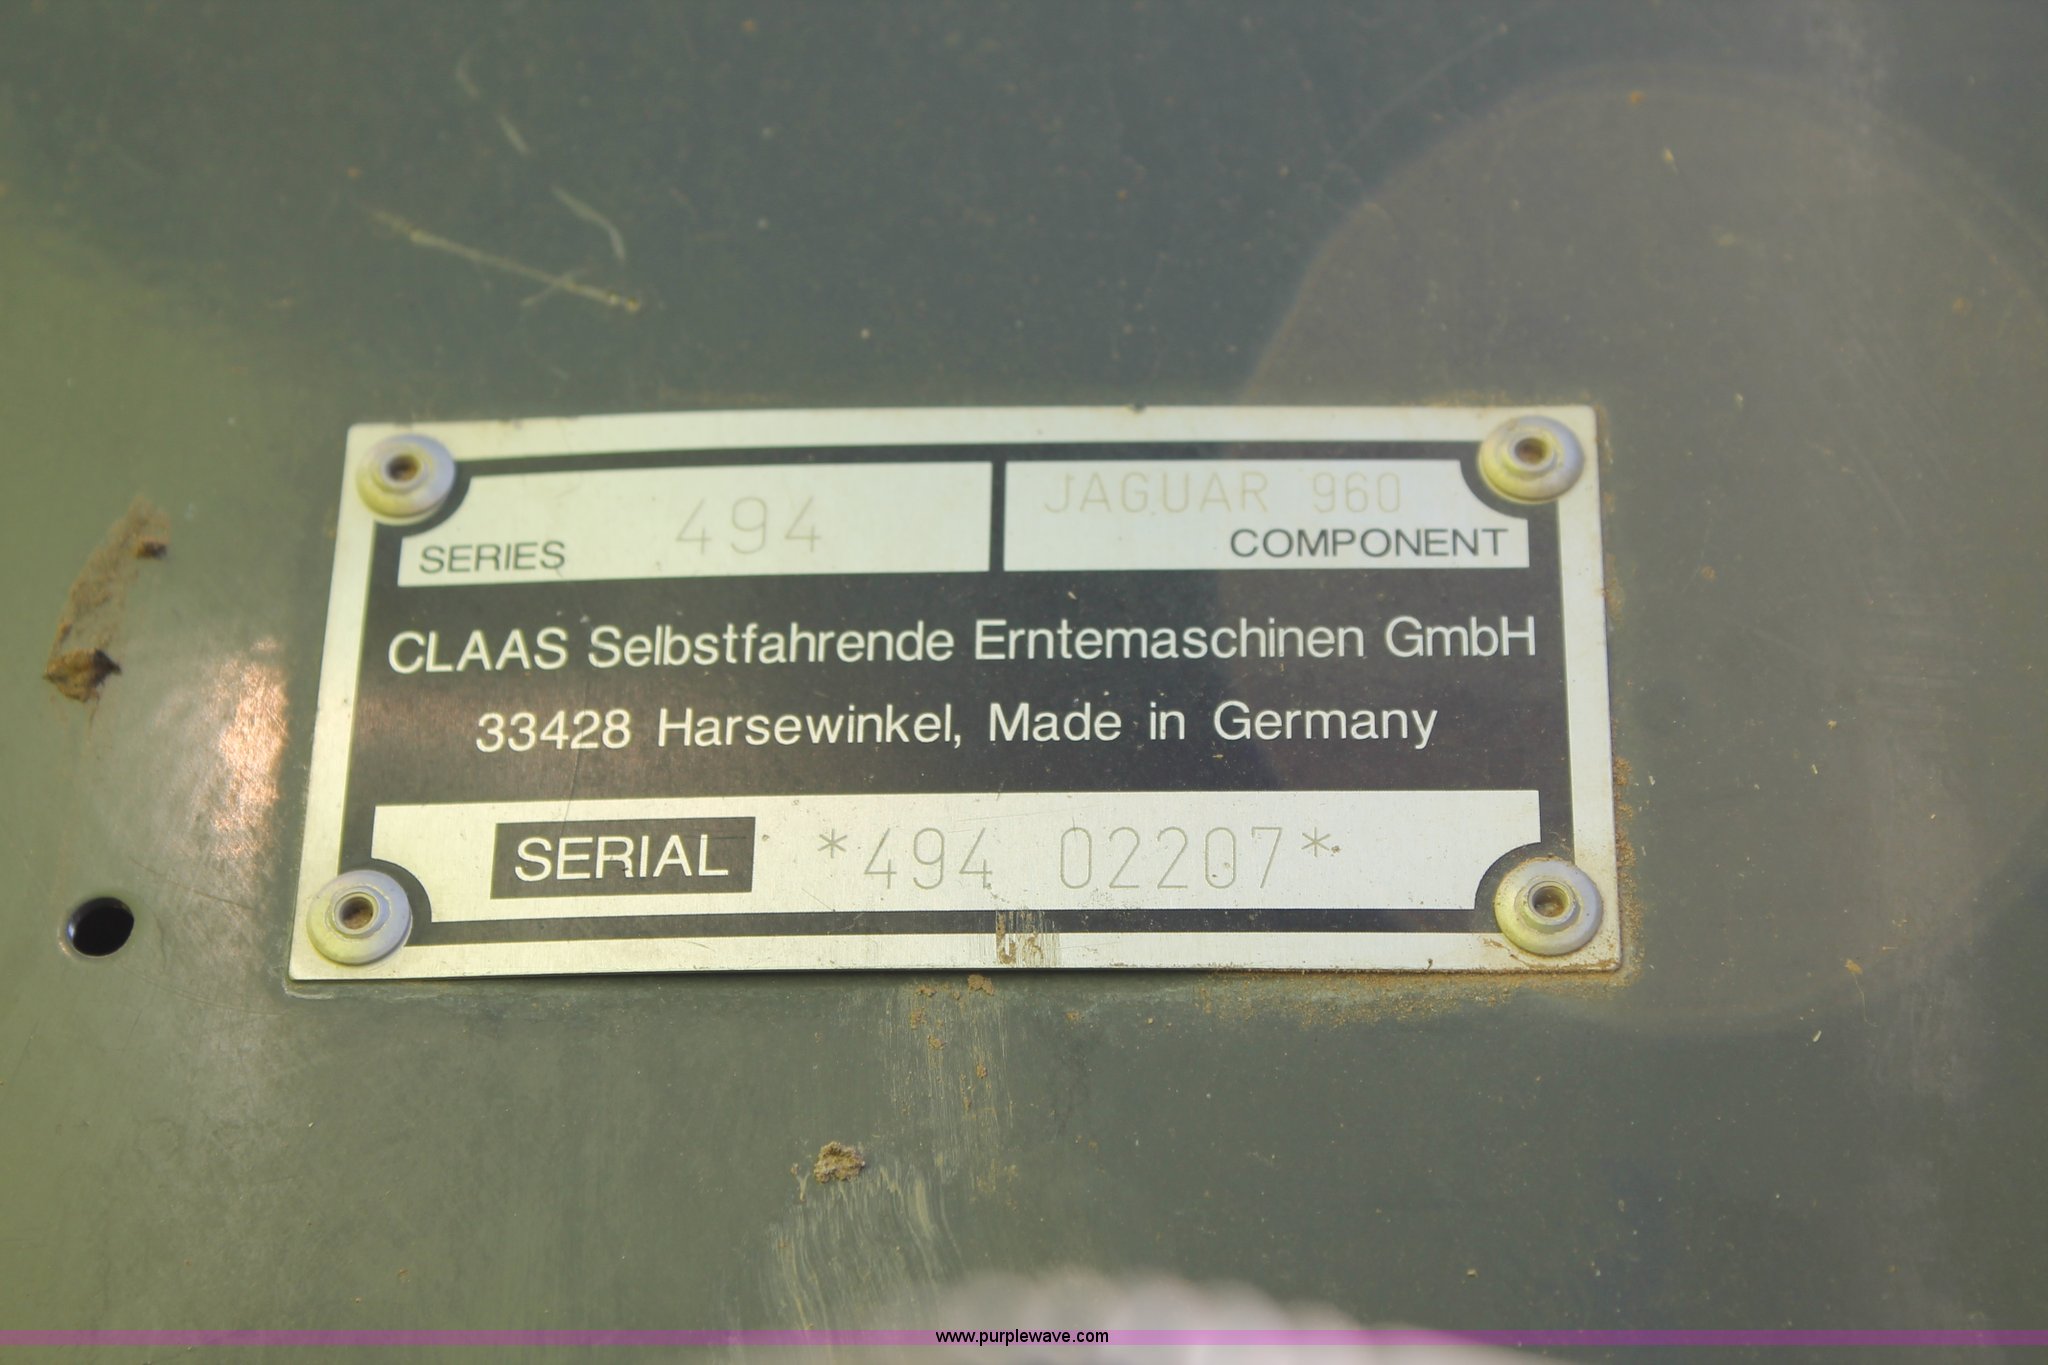 494
JAGUAR 960
SERIES
COMPONENT
CLAAS Selbstfahrende Erntemaschinen GmbH
33428 Harsewinkel, Made in Germany
SERIAL *494 02207*
www.purplewave.com